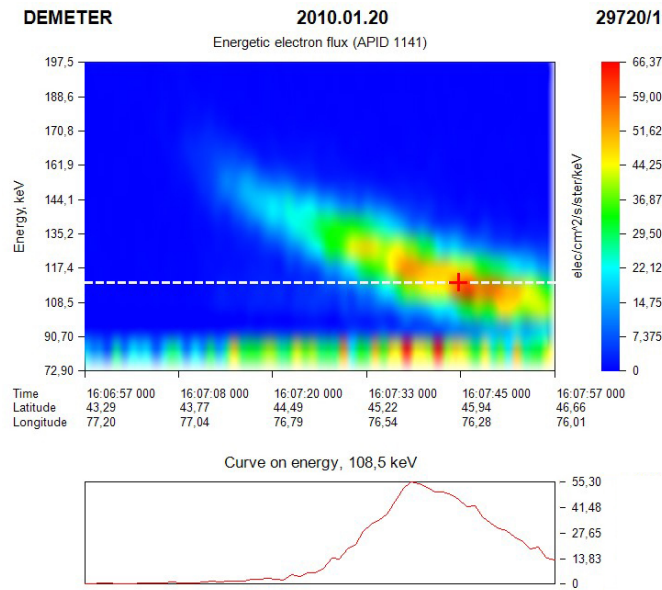 DEMETER 2010.01.20 29720/1
Energetic electron flux (APID 1141)
197,5 66,37
188,6 59,00
170,8 51,62
161,9 44,25
144,1 36,87
135,2 29,50
117,4 22,12
108,5 14,75
90,70 7,375
72,90 0
Energy, keV
elec/cm^2/s/ster/keV
Time 16:06:57 000 16:07:08 000 16:07:20 000 16:07:33 000 16:07:45 000 16:07:57 000
Latitude 43,29 43,77 44,49 45,22 45,94 46,66
Longitude 77,20 77,04 76,79 76,54 76,28 76,01
Curve on energy, 108,5 keV
55,30
41,48
27,65
13,83
0